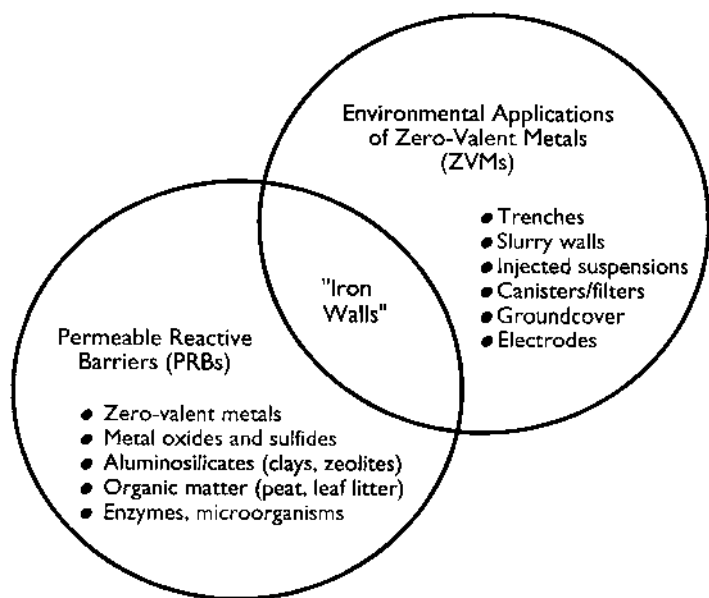 Environmental Applications
of Zero-Valent Metals
(ZVMs)
● Trenches
● Slurry walls
● Injected suspensions
● Canisters/filters
● Groundcover
● Electrodes
"Iron
Walls"
Permeable Reactive
Barriers (PRBs)
● Zero-valent metals
● Metal oxides and sulfides
● Aluminosilicates (clays, zeolites)
● Organic matter (peat, leaf litter)
● Enzymes, microorganisms